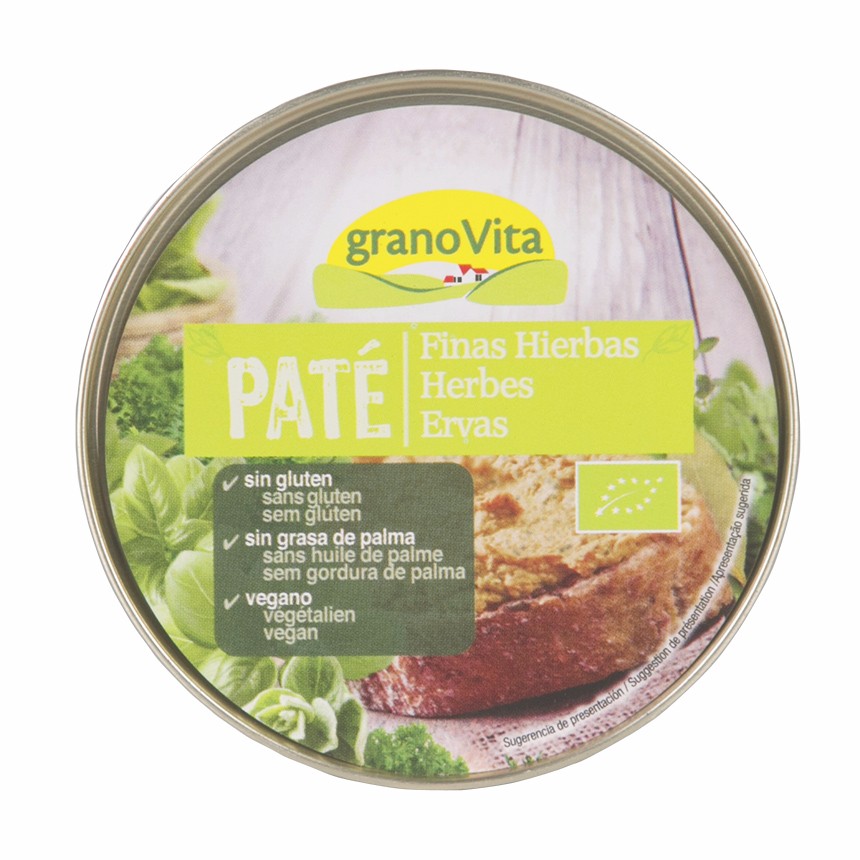 granoVita
PATÉ
Finas Hierbas
Herbes
Ervas
✓ sin gluten
sans gluten
sem glúten
✓ sin grasa de palma
sans huile de palme
sem gordura de palma
✓ vegano
végétalien
vegan
Sugerencia de presentación / Suggestion de présentation / Apresentação sugerida